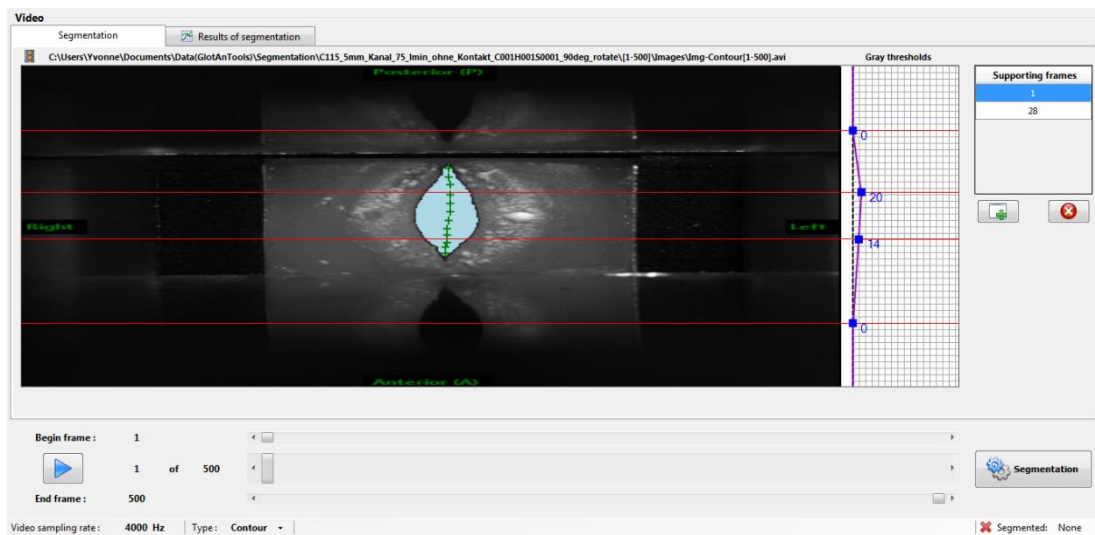 Video
Segmentation
Results of segmentation
C:\Users\Yvonne\Documents\Data(GlotAnTools)\Segmentation\C115_5mm_Kanal_75_lmin_ohne_Kontakt_C001H001S0001_90deg_rotate\[1-500]\Images\Img-Contour[1-500].avi
Gray thresholds
Supporting frames
1
28
Posterior (P)
0
20
Right
Left
14
0
Anterior (A)
Begin frame : 1
1 of 500
Segmentation
End frame : 500
Video sampling rate : 4000 Hz Type : Contour
Segmented: None